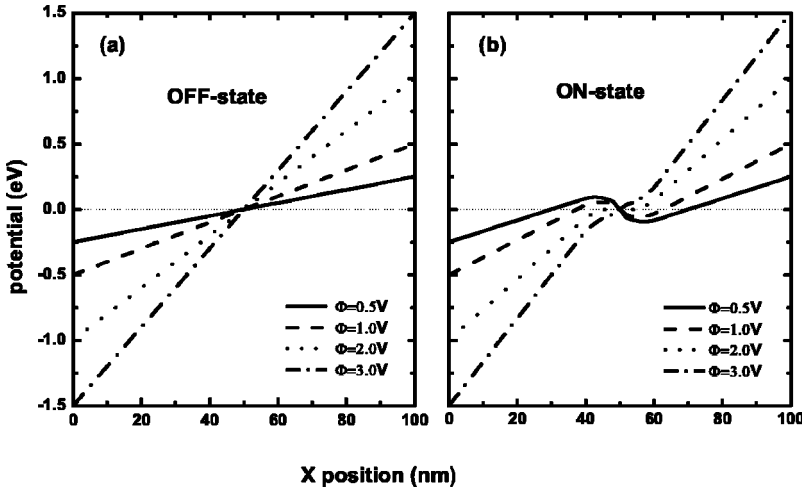 (a)
OFF-state
(b)
ON-state
potential (eV)
1.5
1.0
0.5
0.0
-0.5
-1.0
-1.5
Φ=0.5V
Φ=1.0V
Φ=2.0V
Φ=3.0V
Φ=0.5V
Φ=1.0V
Φ=2.0V
Φ=3.0V
0 20 40 60 80 100
0 20 40 60 80 100
X position (nm)